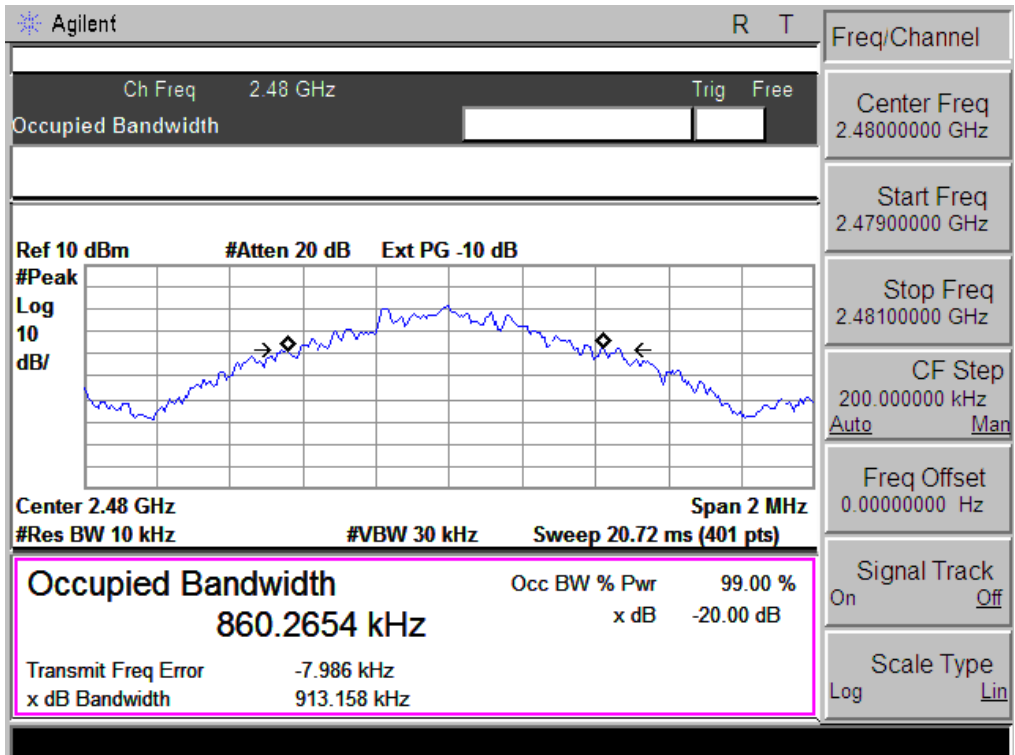 Agilent R T
Ch Freq 2.48 GHz Trig Free
Occupied Bandwidth
Ref 10 dBm #Atten 20 dB Ext PG -10 dB
#Peak
Log
10
dB/
Center 2.48 GHz Span 2 MHz
#Res BW 10 kHz #VBW 30 kHz Sweep 20.72 ms (401 pts)
Occupied Bandwidth Occ BW % Pwr 99.00 %
860.2654 kHz x dB -20.00 dB
Transmit Freq Error -7.986 kHz
x dB Bandwidth 913.158 kHz
Freq/Channel
Center Freq
2.48000000 GHz
Start Freq
2.47900000 GHz
Stop Freq
2.48100000 GHz
CF Step
200.000000 kHz
Auto Man
Freq Offset
0.00000000 Hz
Signal Track
On Off
Scale Type
Log Lin